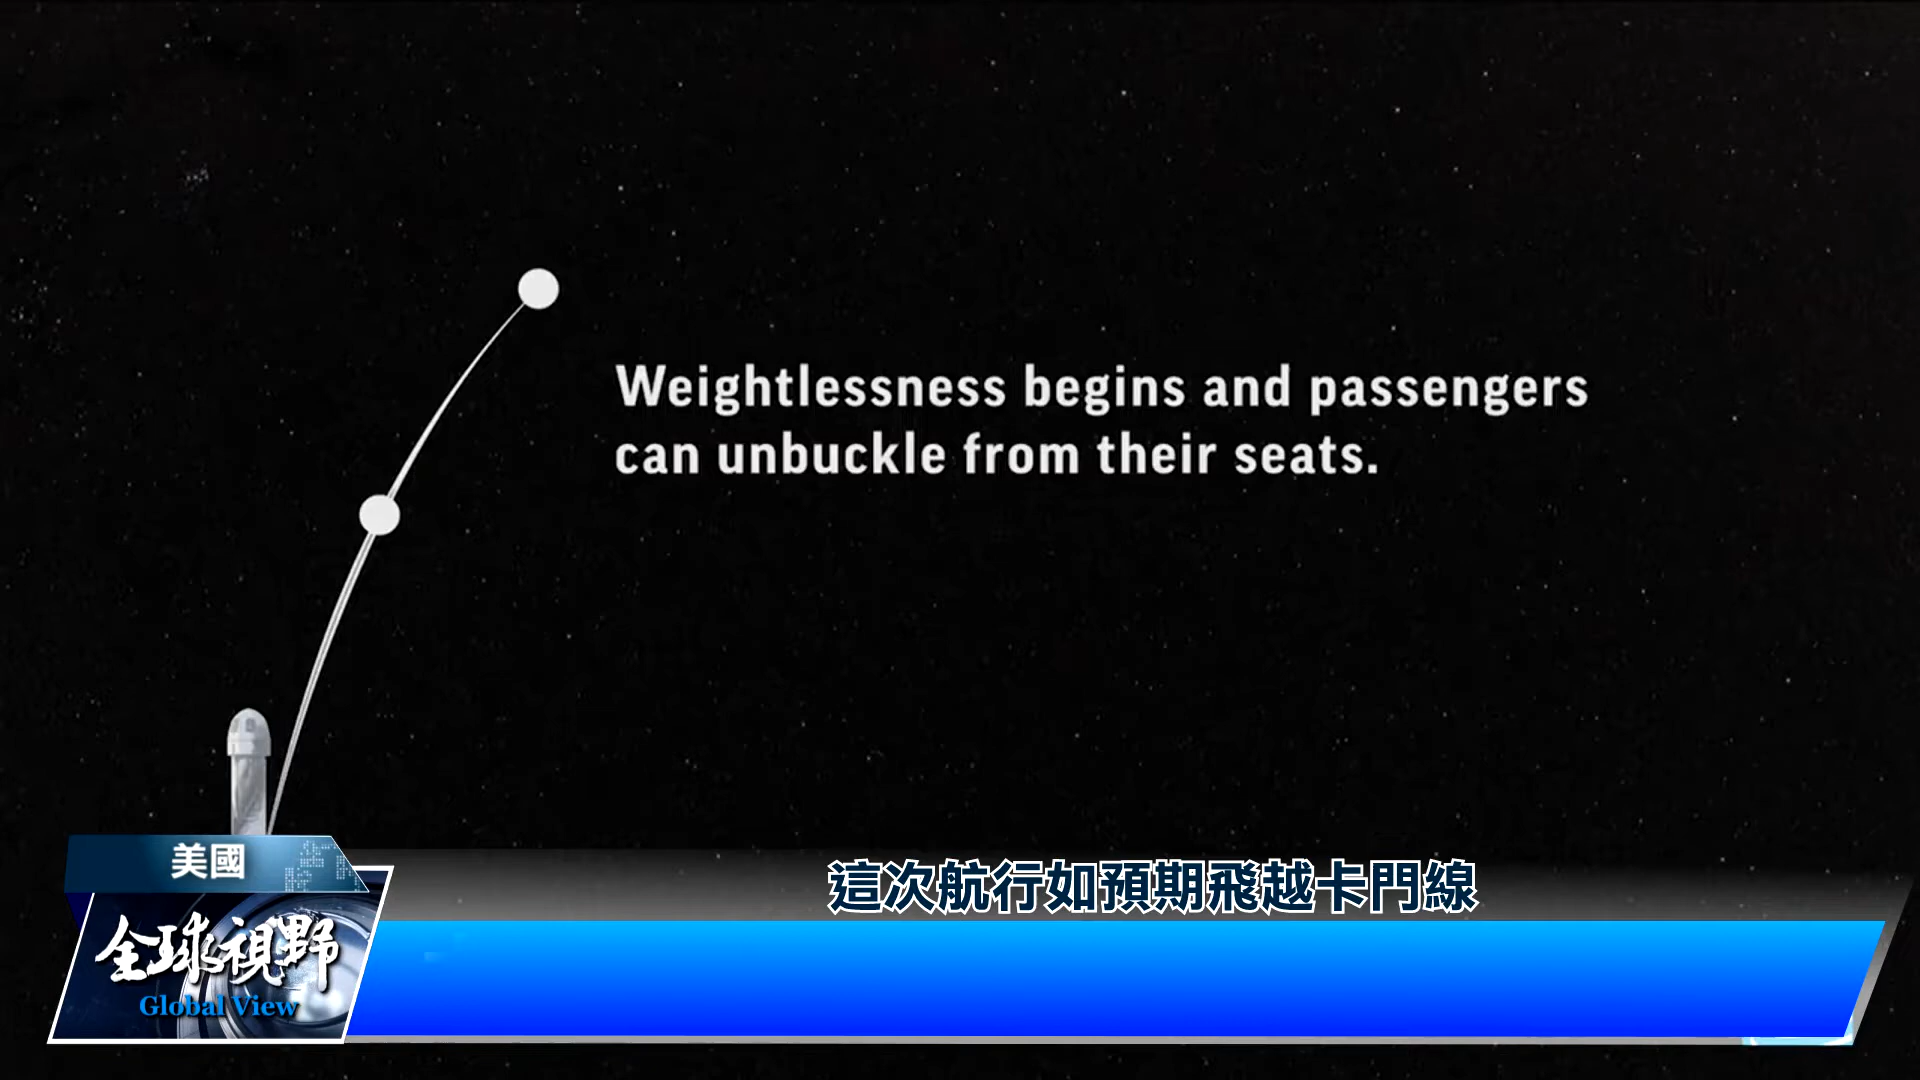 Weightlessness begins and passengers
can unbuckle from their seats.
這次航行如預期飛越卡門線
美國
全球視野
Global View